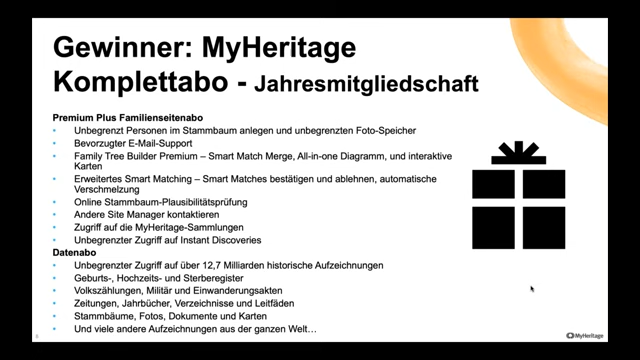 Gewinner: MyHeritage
Komplettabo - Jahresmitgliedschaft
Premium Plus Familienseitenabo
• Unbegrenzt Personen im Stammbaum anlegen und unbegrenzten Foto-Speicher
• Bevorzugter E-Mail-Support
• Family Tree Builder Premium – Smart Match Merge, All-in-one Diagramm, und interaktive
Karten
• Erweitertes Smart Matching – Smart Matches bestätigen und ablehnen, automatische
Verschmelzung
• Online Stammbaum-Plausibilitätsprüfung
• Andere Site Manager kontaktieren
• Zugriff auf die MyHeritage-Sammlungen
• Unbegrenzter Zugriff auf Instant Discoveries
Datenabo
• Unbegrenzter Zugriff auf über 12,7 Milliarden historische Aufzeichnungen
• Geburts-, Hochzeits- und Sterberegister
• Volkszählungen, Militär und Einwanderungsakten
• Zeitungen, Jahrbücher, Verzeichnisse und Leitfäden
• Stammbäume, Fotos, Dokumente und Karten
• Und viele andere Aufzeichnungen aus der ganzen Welt…
MyHeritage